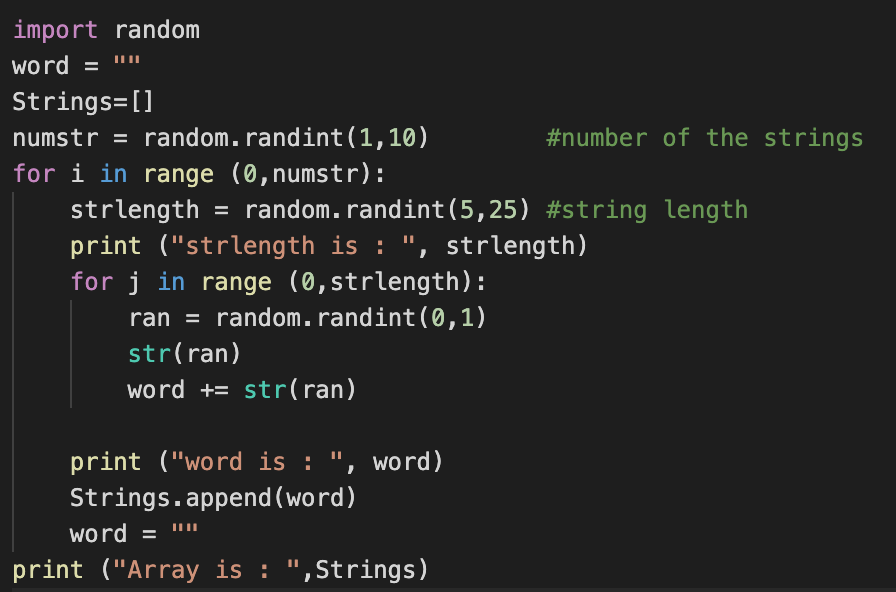 import random
word = ""
Strings=[]
numstr = random.randint(1,10)        #number of the strings
for i in range (0,numstr):
    strlength = random.randint(5,25) #string length
    print ("strlength is : ", strlength)
    for j in range (0,strlength):
        ran = random.randint(0,1)
        str(ran)
        word += str(ran)

    print ("word is : ", word)
    Strings.append(word)
    word = ""
print ("Array is : ",Strings)